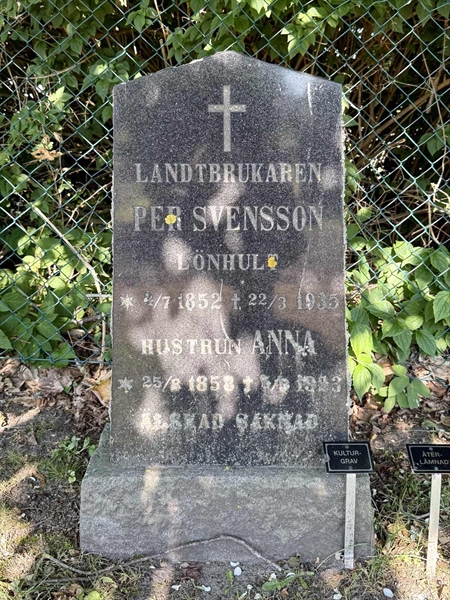 LANDTBRUKAREN
PER SVENSSON
LÖNHULT
* 2/7 1852 † 22/3 1935
HUSTRUN ANNA
* 25/8 1858 †
ÄLSKAD SAKNAD
KULTUR-
GRAV
ÅTER-
LÄMNAD